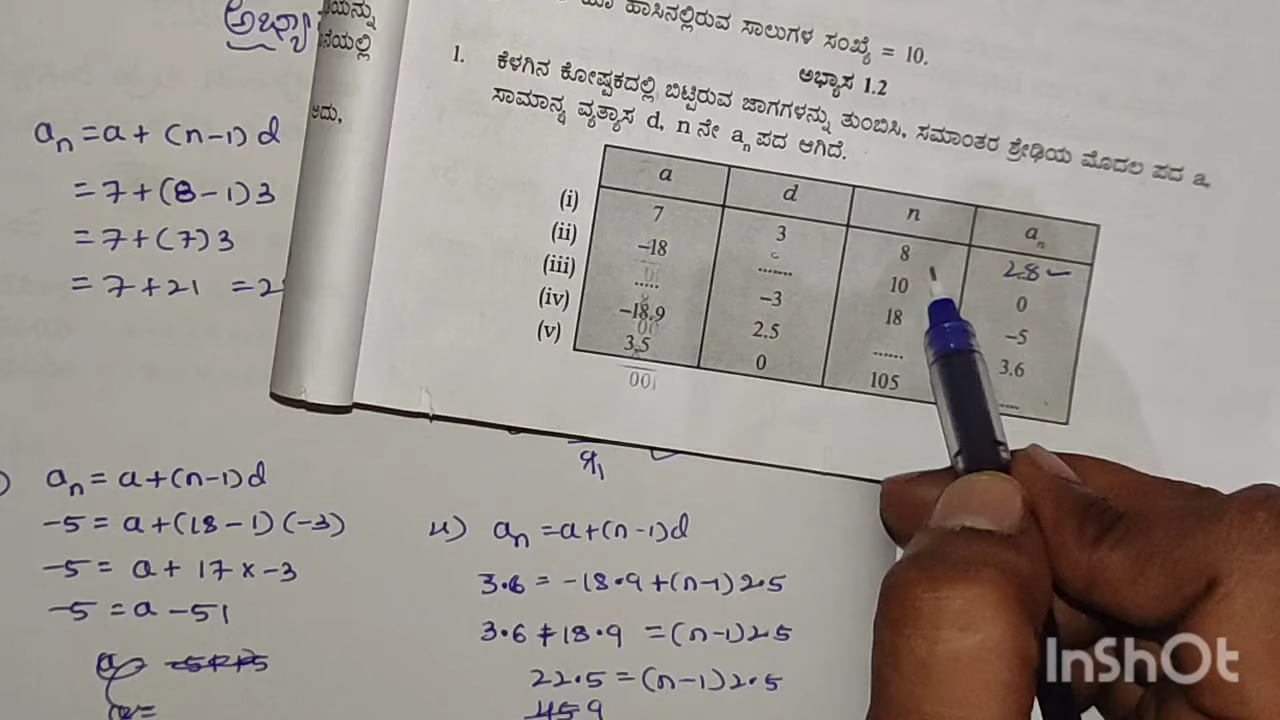 ಅಭ್ಯಾ
ಯನ್ನು
ನೆಯಲ್ಲಿ
ಹಾಸಿನಲ್ಲಿರುವ ಸಾಲುಗಳ ಸಂಖ್ಯೆ = 10.
ಅಭ್ಯಾಸ 1.2
1. ಕೆಳಗಿನ ಕೋಷ್ಟಕದಲ್ಲಿ ಬಿಟ್ಟಿರುವ ಜಾಗಗಳನ್ನು ತುಂಬಿಸಿ, ಸಮಾಂತರ ಶ್ರೇಢಿಯ ಮೊದಲ ಪದ a,
ಸಾಮಾನ್ಯ ವ್ಯತ್ಯಾಸ d, n ನೇ aₙ ಪದ ಆಗಿದೆ.
a d n aₙ
(i) 7 3 8 28
(ii) -18 ....... 10 0
(iii) ..... -3 18 -5
(iv) -18.9 2.5 ...... 3.6
(v) 3.5 0 105 ....
aₙ = a + (n-1) d
= 7 + (8-1) 3
= 7 + (7) 3
= 7 + 21 = 2
aₙ = a + (n-1) d
-5 = a + (18-1) (-3)
-5 = a + 17 x -3
-5 = a - 51
aₙ = a + (n-1) d
3.6 = -18.9 + (n-1) 2.5
3.6 + 18.9 = (n-1) 2.5
22.5 = (n-1) 2.5
InShOt